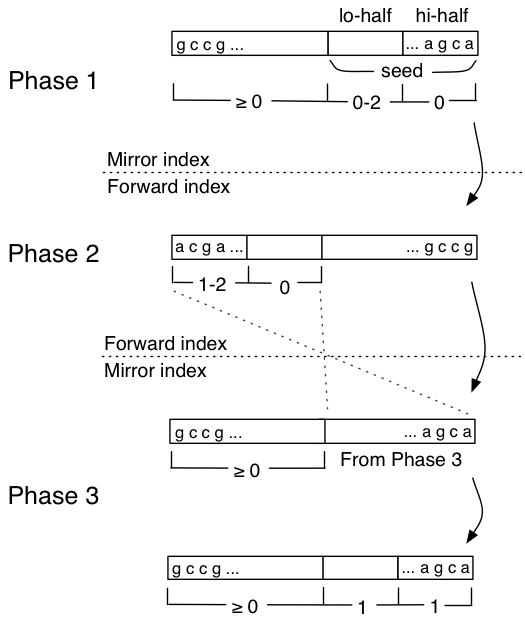 lo-half hi-half
g c c g ... ... a g c a
seed
Phase 1
≥ 0 0-2 0
Mirror index
Forward index
Phase 2
a c g a ... ... g c c g
1-2 0
Forward index
Mirror index
g c c g ... ... a g c a
≥ 0 From Phase 3
Phase 3
g c c g ... ... a g c a
≥ 0 1 1